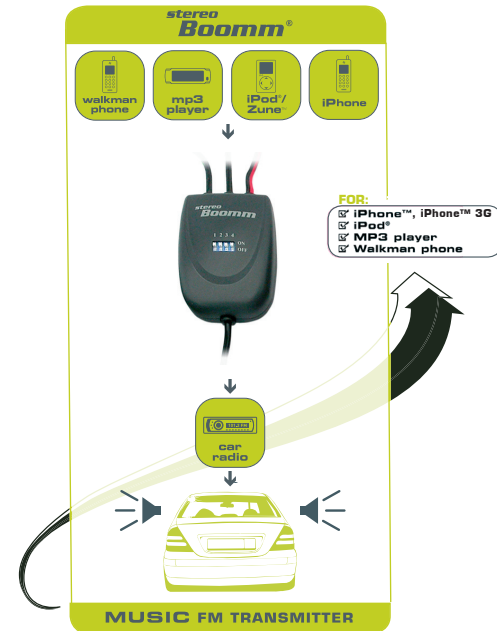 stereo
Boomm®
walkman
phone
mp3
player
iPod®/
Zune™
iPhone
stereo
Boomm
1 2 3 4
ON
OFF
FOR:
iPhone™, iPhone™ 3G
iPod®
MP3 player
Walkman phone
car
radio
MUSIC FM TRANSMITTER